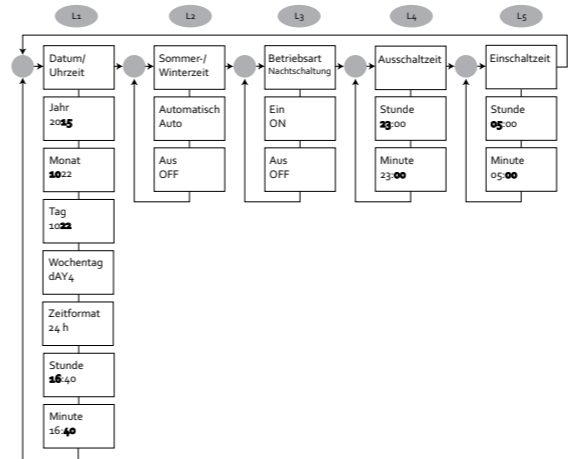 L1
L2
L3
L4
L5
Datum/
Uhrzeit
Sommer-/
Winterzeit
Betriebsart
Nachtschaltung
Ausschaltzeit
Einschaltzeit
Jahr
2015
Automatisch
Auto
Ein
ON
Stunde
23:00
Stunde
05:00
Monat
1022
Aus
OFF
Aus
OFF
Minute
23:00
Minute
05:00
Tag
1022
Wochentag
dAY4
Zeitformat
24 h
Stunde
16:40
Minute
16:40